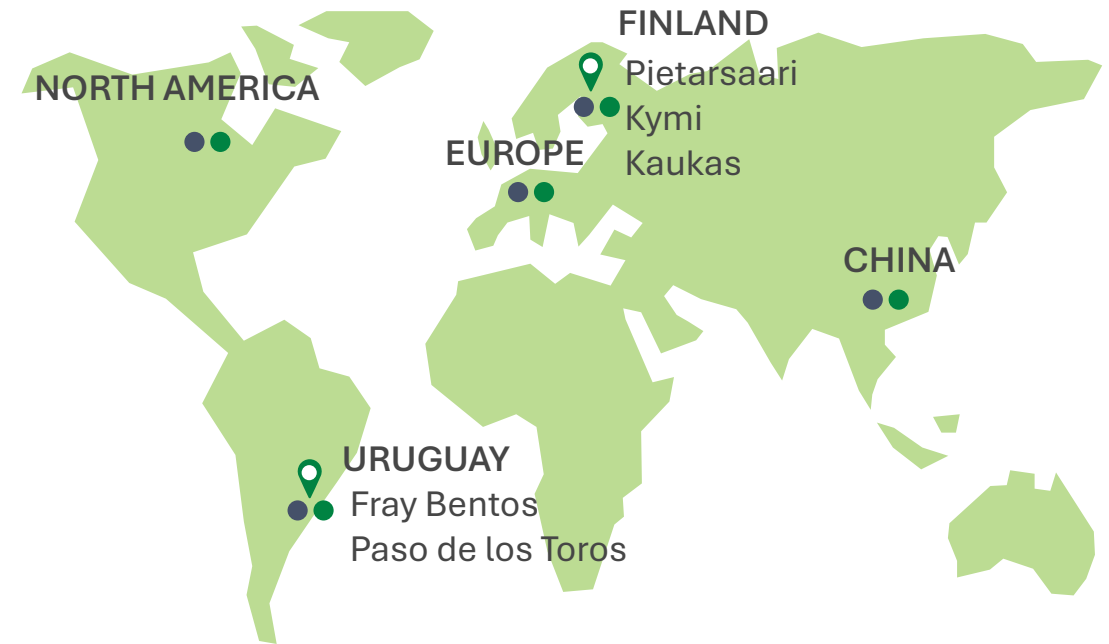 FINLAND
Pietarsaari
Kymi
Kaukas
NORTH AMERICA
EUROPE
CHINA
URUGUAY
Fray Bentos
Paso de los Toros